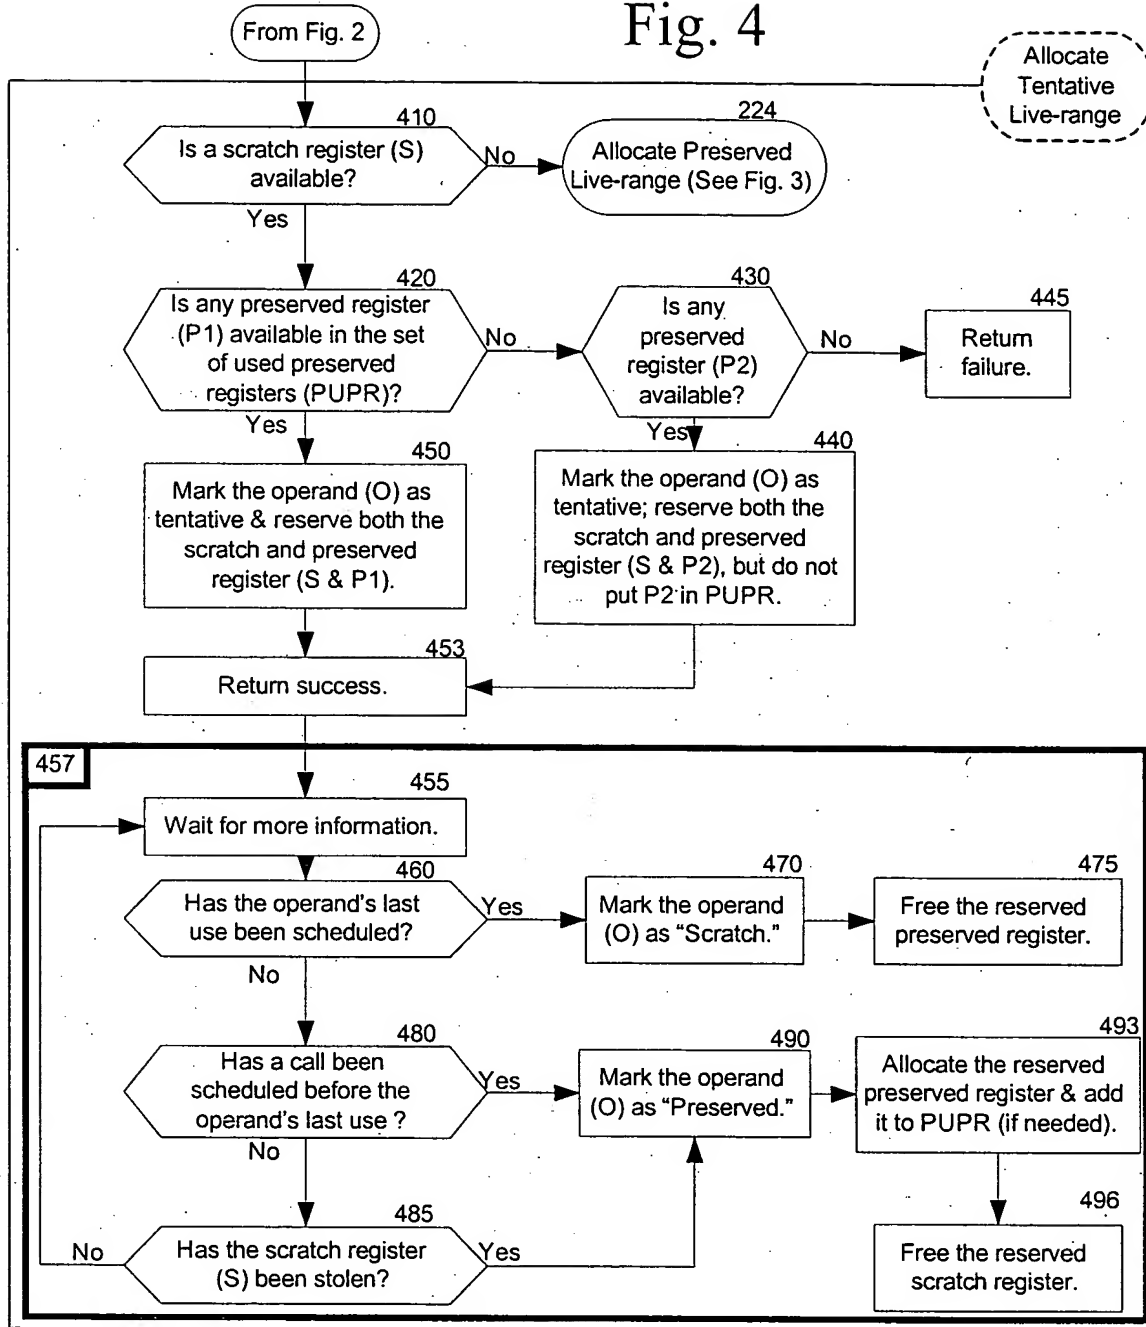 Fig. 4
From Fig. 2
Allocate
Tentative
Live-range
410
Is a scratch register (S)
available?
No
Yes
224
Allocate Preserved
Live-range (See Fig. 3)
420
Is any preserved register
(P1) available in the set
of used preserved
registers (PUPR)?
No
Yes
430
Is any
preserved
register (P2)
available?
No
Yes
445
Return
failure.
450
Mark the operand (O) as
tentative & reserve both the
scratch and preserved
register (S & P1).
440
Mark the operand (O) as
tentative; reserve both the
scratch and preserved
register (S & P2), but do not
put P2 in PUPR.
453
Return success.
457
455
Wait for more information.
460
Has the operand's last
use been scheduled?
Yes
No
470
Mark the operand
(O) as "Scratch."
475
Free the reserved
preserved register.
480
Has a call been
scheduled before the
operand's last use ?
Yes
No
490
Mark the operand
(O) as "Preserved."
493
Allocate the reserved
preserved register & add
it to PUPR (if needed).
485
Has the scratch register
(S) been stolen?
No
Yes
496
Free the reserved
scratch register.